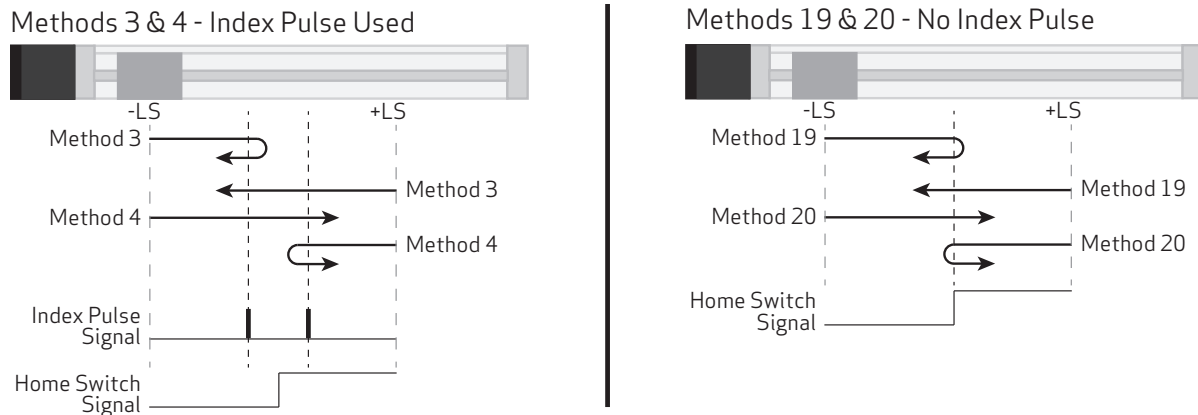 Methods 3 & 4 - Index Pulse Used
-LS
+LS
Method 3
Method 3
Method 4
Method 4
Index Pulse
Signal
Home Switch
Signal
Methods 19 & 20 - No Index Pulse
-LS
+LS
Method 19
Method 19
Method 20
Method 20
Home Switch
Signal